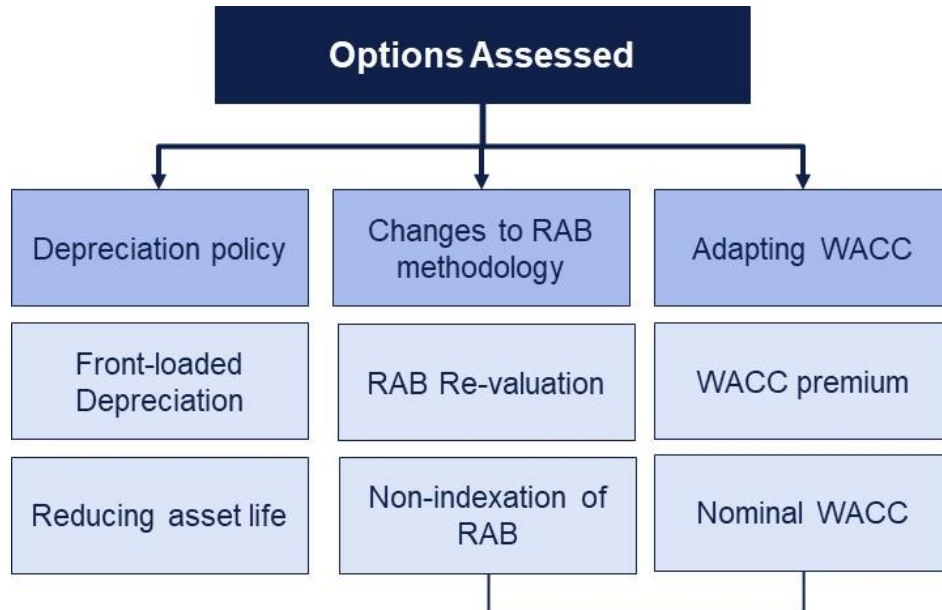 Options Assessed
Depreciation policy
Changes to RAB
methodology
Adapting WACC
Front-loaded
Depreciation
RAB Re-valuation
WACC premium
Reducing asset life
Non-indexation of
RAB
Nominal WACC